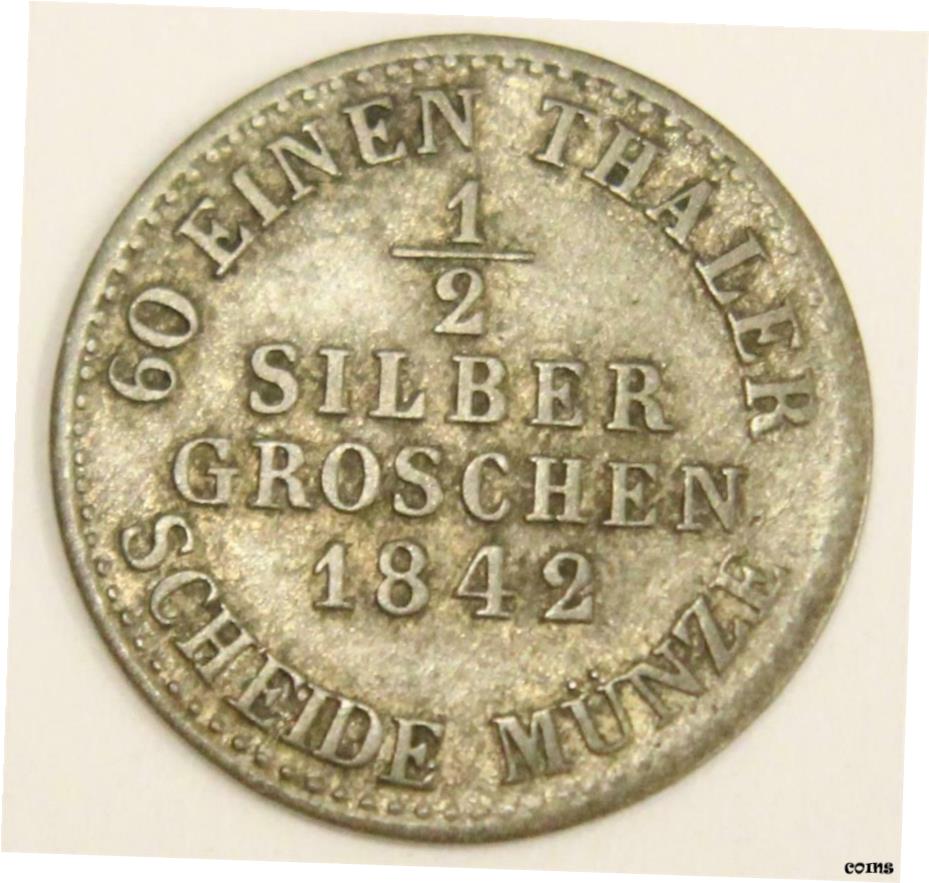 60 EINEN THALER
1
2
SILBER
GROSCHEN
1842
SCHEIDE MÜNZE
coins